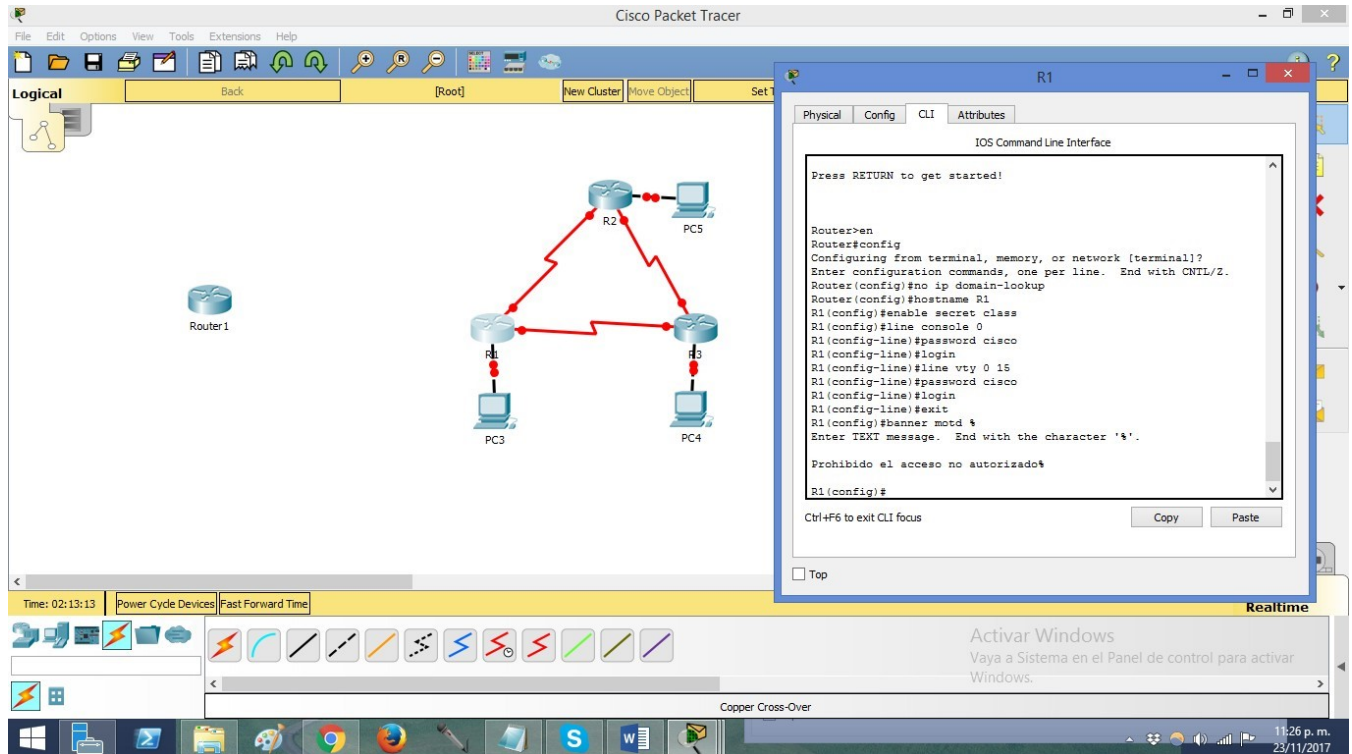 Cisco Packet Tracer
File Edit Options View Tools Extensions Help
Logical
Back
[Root]
New Cluster
Move Object
R1
Physical Config CLI Attributes
IOS Command Line Interface
Press RETURN to get started!
Router>en
Router#config
Configuring from terminal, memory, or network [terminal]?
Enter configuration commands, one per line.  End with CNTL/Z.
Router(config)#no ip domain-lookup
Router(config)#hostname R1
R1(config)#enable secret class
R1(config)#line console 0
R1(config-line)#password cisco
R1(config-line)#login
R1(config-line)#line vty 0 15
R1(config-line)#password cisco
R1(config-line)#login
R1(config-line)#exit
R1(config)#banner motd %
Enter TEXT message.  End with the character '%'.
Prohibido el acceso no autorizado%
R1(config)#
Ctrl+F6 to exit CLI focus
Copy
Paste
Top
R2
PC5
Router1
R1
R3
PC3
PC4
Time: 02:13:13
Power Cycle Devices
Fast Forward Time
Realtime
Activar Windows
Vaya a Sistema en el Panel de control para activar
Windows.
Copper Cross-Over
11:26 p. m.
23/11/2017